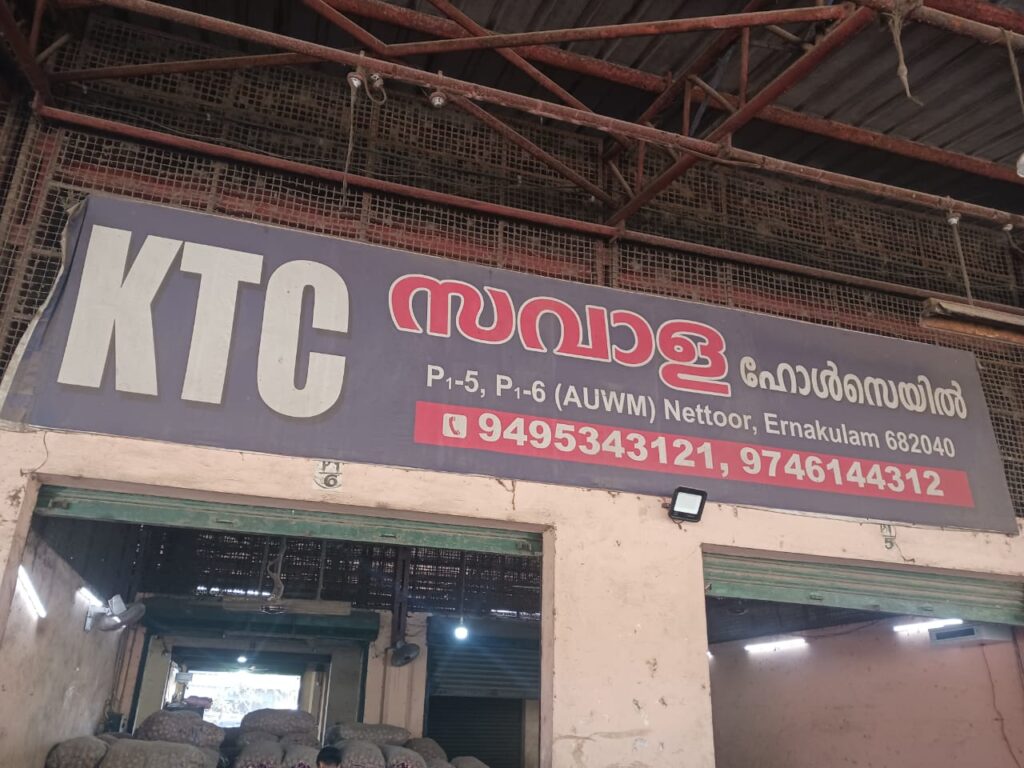 KTC സവാള ഹോൾസെയിൽ
P1-5, P1-6 (AUWM) Nettoor, Ernakulam 682040
9495343121, 9746144312